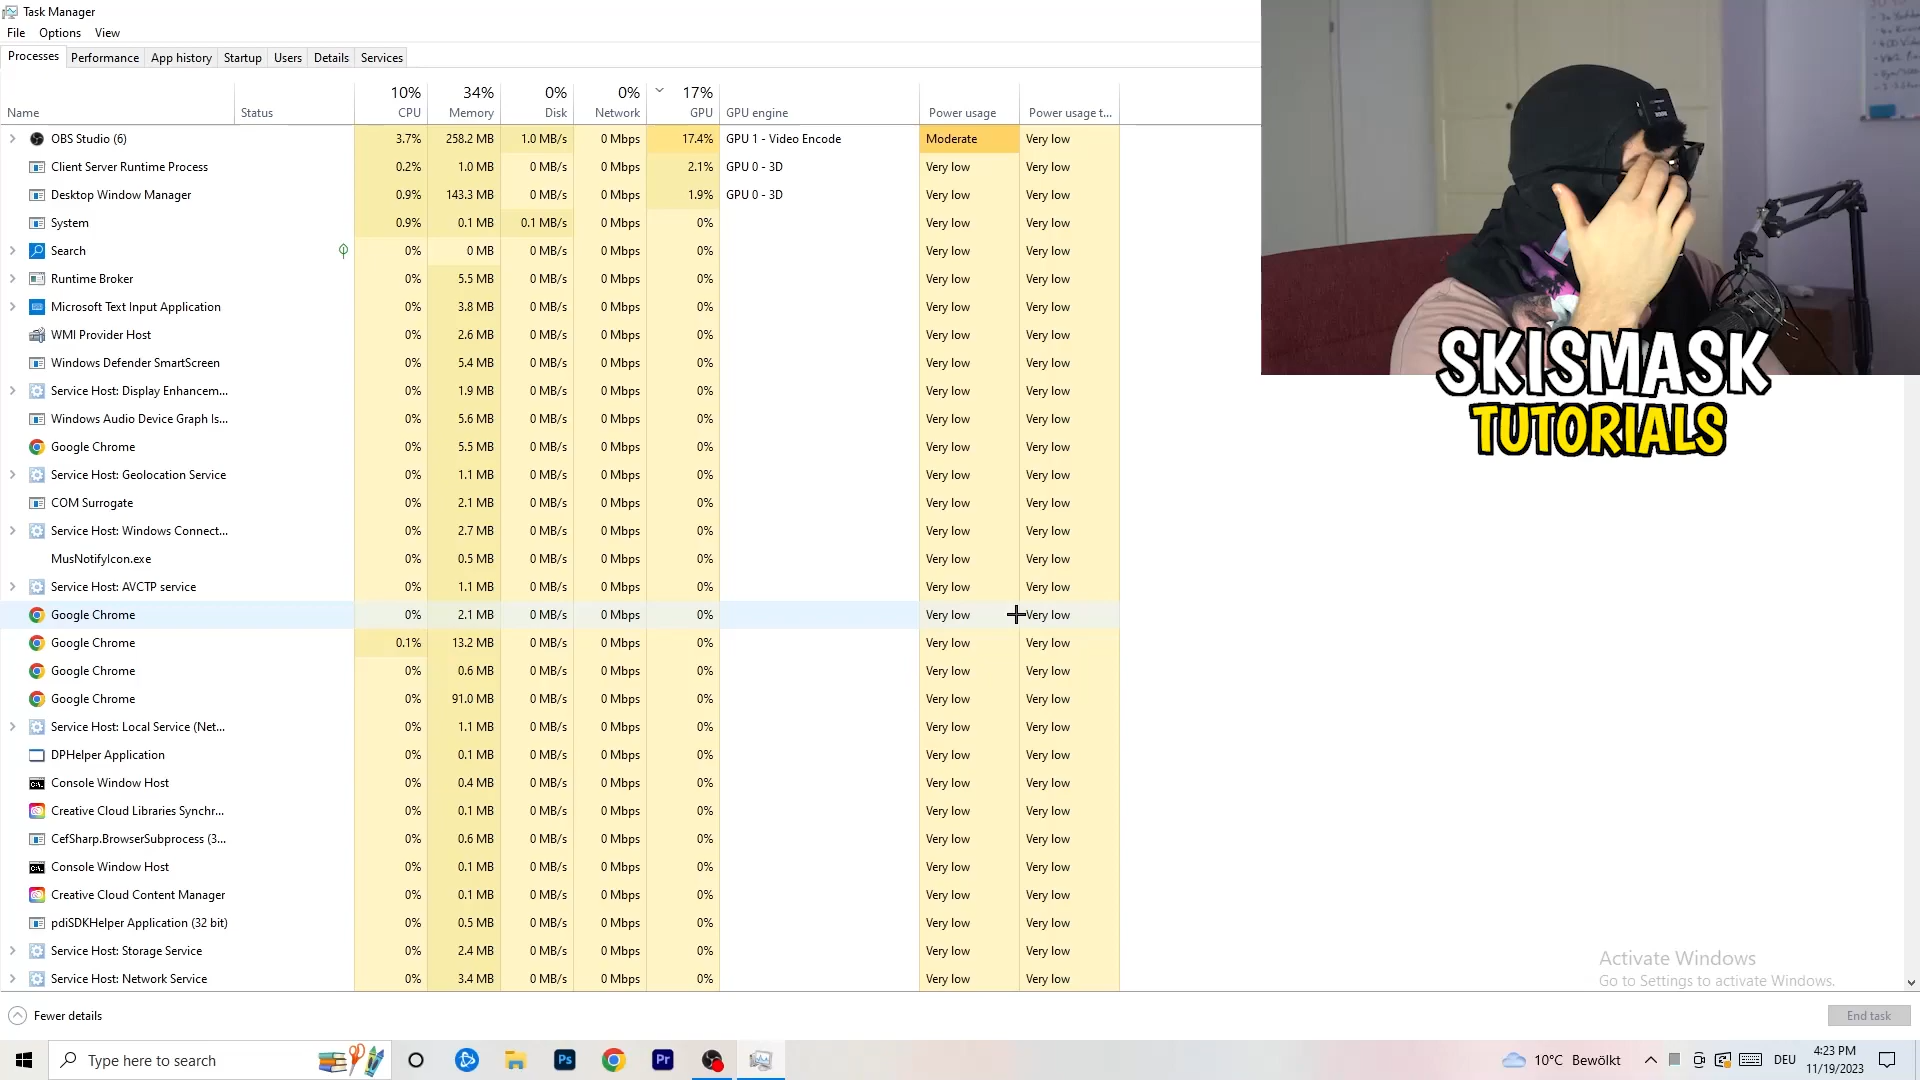 Task Manager
File Options View
Processes Performance App history Startup Users Details Services
10% 34% 0% 0% 17%
Name Status CPU Memory Disk Network GPU GPU engine Power usage Power usage t...
OBS Studio (6) 3.7% 258.2 MB 1.0 MB/s 0 Mbps 17.4% GPU 1 - Video Encode Moderate Very low
Client Server Runtime Process 0.2% 1.0 MB 0 MB/s 0 Mbps 2.1% GPU 0 - 3D Very low Very low
Desktop Window Manager 0.9% 143.3 MB 0 MB/s 0 Mbps 1.9% GPU 0 - 3D Very low Very low
System 0.9% 0.1 MB 0.1 MB/s 0 Mbps 0% Very low Very low
Search 0% 0 MB 0 MB/s 0 Mbps 0% Very low Very low
Runtime Broker 0% 5.5 MB 0 MB/s 0 Mbps 0% Very low Very low
Microsoft Text Input Application 0% 3.8 MB 0 MB/s 0 Mbps 0% Very low Very low
WMI Provider Host 0% 2.6 MB 0 MB/s 0 Mbps 0% Very low Very low
Windows Defender SmartScreen 0% 5.4 MB 0 MB/s 0 Mbps 0% Very low Very low
Service Host: Display Enhancem... 0% 1.9 MB 0 MB/s 0 Mbps 0% Very low Very low
Windows Audio Device Graph Is... 0% 5.6 MB 0 MB/s 0 Mbps 0% Very low Very low
Google Chrome 0% 5.5 MB 0 MB/s 0 Mbps 0% Very low Very low
Service Host: Geolocation Service 0% 1.1 MB 0 MB/s 0 Mbps 0% Very low Very low
COM Surrogate 0% 2.1 MB 0 MB/s 0 Mbps 0% Very low Very low
Service Host: Windows Connect... 0% 2.7 MB 0 MB/s 0 Mbps 0% Very low Very low
MusNotifyIcon.exe 0% 0.5 MB 0 MB/s 0 Mbps 0% Very low Very low
Service Host: AVCTP service 0% 1.1 MB 0 MB/s 0 Mbps 0% Very low Very low
Google Chrome 0% 2.1 MB 0 MB/s 0 Mbps 0% Very low Very low
Google Chrome 0.1% 13.2 MB 0 MB/s 0 Mbps 0% Very low Very low
Google Chrome 0% 0.6 MB 0 MB/s 0 Mbps 0% Very low Very low
Google Chrome 0% 91.0 MB 0 MB/s 0 Mbps 0% Very low Very low
Service Host: Local Service (Net... 0% 1.1 MB 0 MB/s 0 Mbps 0% Very low Very low
DPHelper Application 0% 0.1 MB 0 MB/s 0 Mbps 0% Very low Very low
Console Window Host 0% 0.4 MB 0 MB/s 0 Mbps 0% Very low Very low
Creative Cloud Libraries Synchr... 0% 0.1 MB 0 MB/s 0 Mbps 0% Very low Very low
CefSharp.BrowserSubprocess (3... 0% 0.6 MB 0 MB/s 0 Mbps 0% Very low Very low
Console Window Host 0% 0.1 MB 0 MB/s 0 Mbps 0% Very low Very low
Creative Cloud Content Manager 0% 0.1 MB 0 MB/s 0 Mbps 0% Very low Very low
pdiSDKHelper Application (32 bit) 0% 0.5 MB 0 MB/s 0 Mbps 0% Very low Very low
Service Host: Storage Service 0% 2.4 MB 0 MB/s 0 Mbps 0% Very low Very low
Service Host: Network Service 0% 3.4 MB 0 MB/s 0 Mbps 0% Very low Very low
SKISMASK
TUTORIALS
Activate Windows
Go to Settings to activate Windows.
Fewer details End task
Type here to search Ps Pr 10°C Bewölkt DEU 4:23 PM
11/19/2023